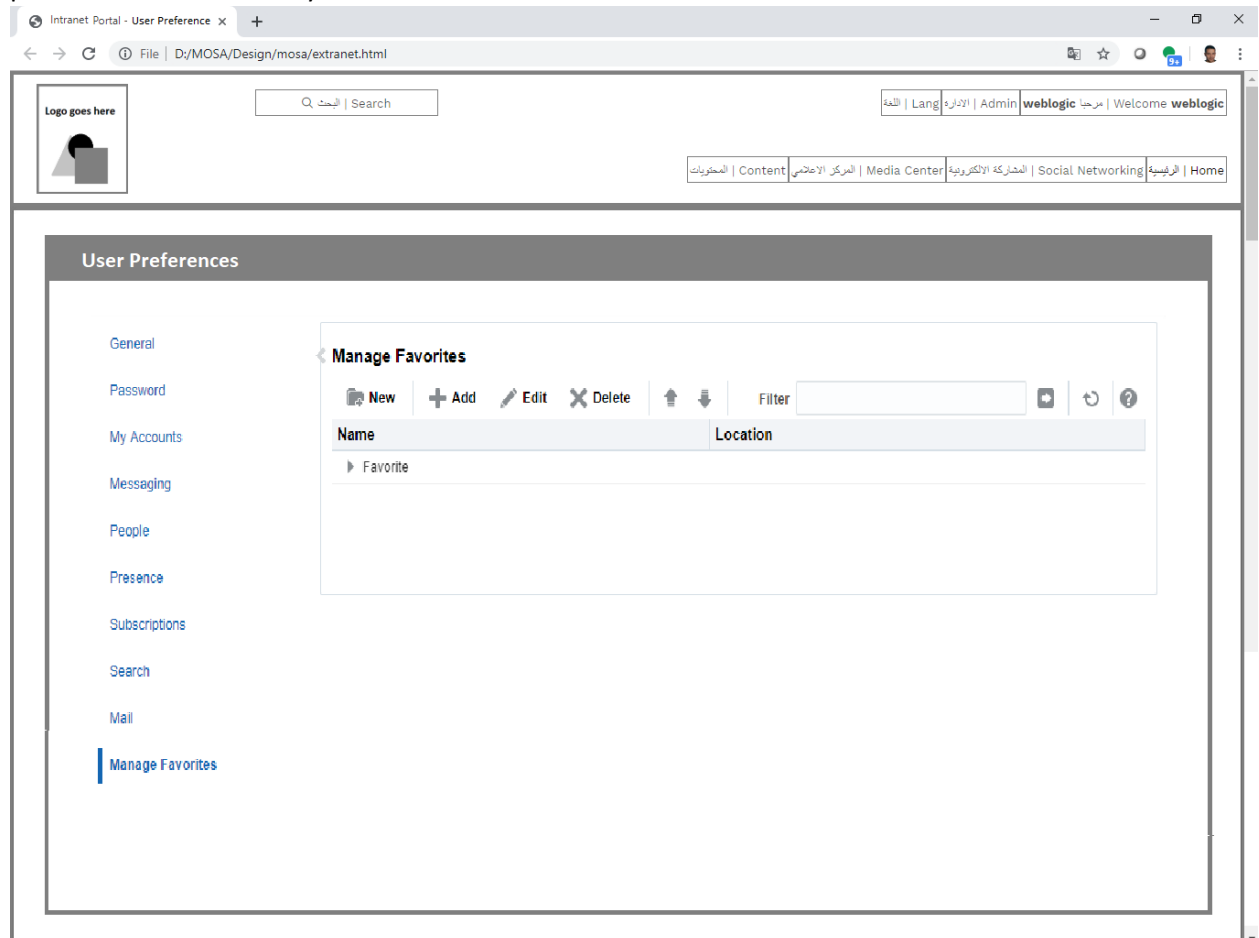 Intranet Portal - User Preference
File | D:/MOSA/Design/mosa/extranet.html
9+
Logo goes here
البحث | Search
اللغة | Lang الادارة | Admin weblogic مرحبا | Welcome weblogic
المحتويات | Content المركز الاعلامي | Media Center المشاركة الالكترونية | Social Networking الرئيسية | Home
User Preferences
General
Password
My Accounts
Messaging
People
Presence
Subscriptions
Search
Mail
Manage Favorites
Manage Favorites
New Add Edit Delete Filter
Name Location
Favorite